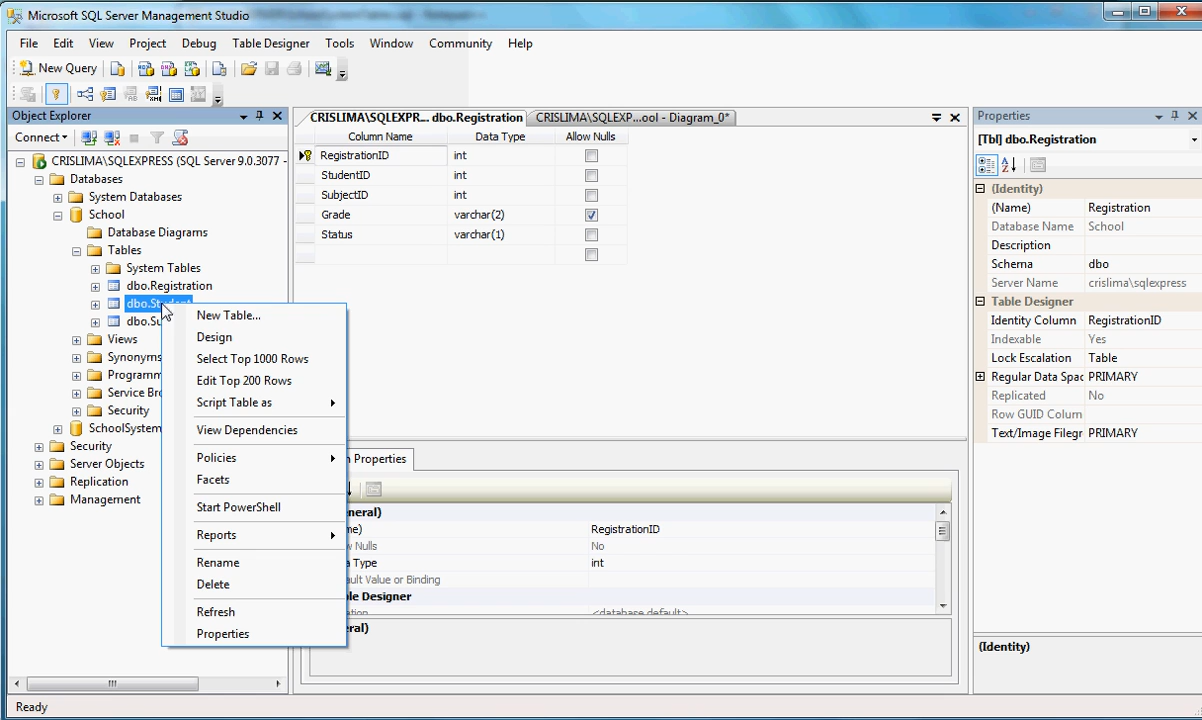 Microsoft SQL Server Management Studio
File Edit View Project Debug Table Designer Tools Window Community Help
New Query
Object Explorer
Connect
CRISLIMA\SQLEXPRESS (SQL Server 9.0.3077 -
Databases
System Databases
School
Database Diagrams
Tables
System Tables
dbo.Registration
dbo.Student
dbo.Su
Views
Synonyms
Programm
Service Bro
Security
SchoolSystem
Security
Server Objects
Replication
Management
New Table...
Design
Select Top 1000 Rows
Edit Top 200 Rows
Script Table as
View Dependencies
Policies
Facets
Start PowerShell
Reports
Rename
Delete
Refresh
Properties
CRISLIMA\SQLEXPR... dbo.Registration CRISLIMA\SQLEXP...ool - Diagram_0*
Column Name Data Type Allow Nulls
RegistrationID int
StudentID int
SubjectID int
Grade varchar(2)
Status varchar(1)
n Properties
neral)
me) RegistrationID
w Nulls No
a Type int
ault Value or Binding
le Designer
ation <database default>
eral)
Properties
[Tbl] dbo.Registration
(Identity)
(Name) Registration
Database Name School
Description
Schema dbo
Server Name crislima\sqlexpress
Table Designer
Identity Column RegistrationID
Indexable Yes
Lock Escalation Table
Regular Data Spac PRIMARY
Replicated No
Row GUID Colum
Text/Image Filegr PRIMARY
(Identity)
Ready